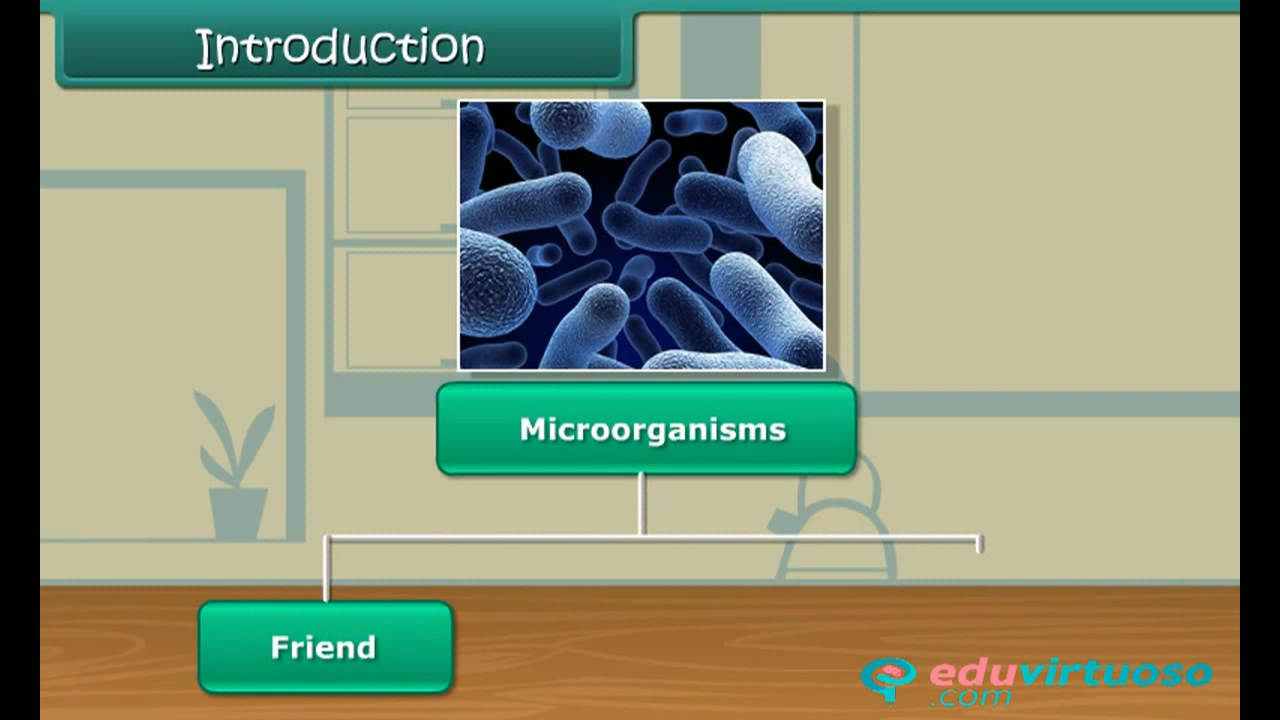 Introduction
Microorganisms
Friend
eduvirtuoso
.com